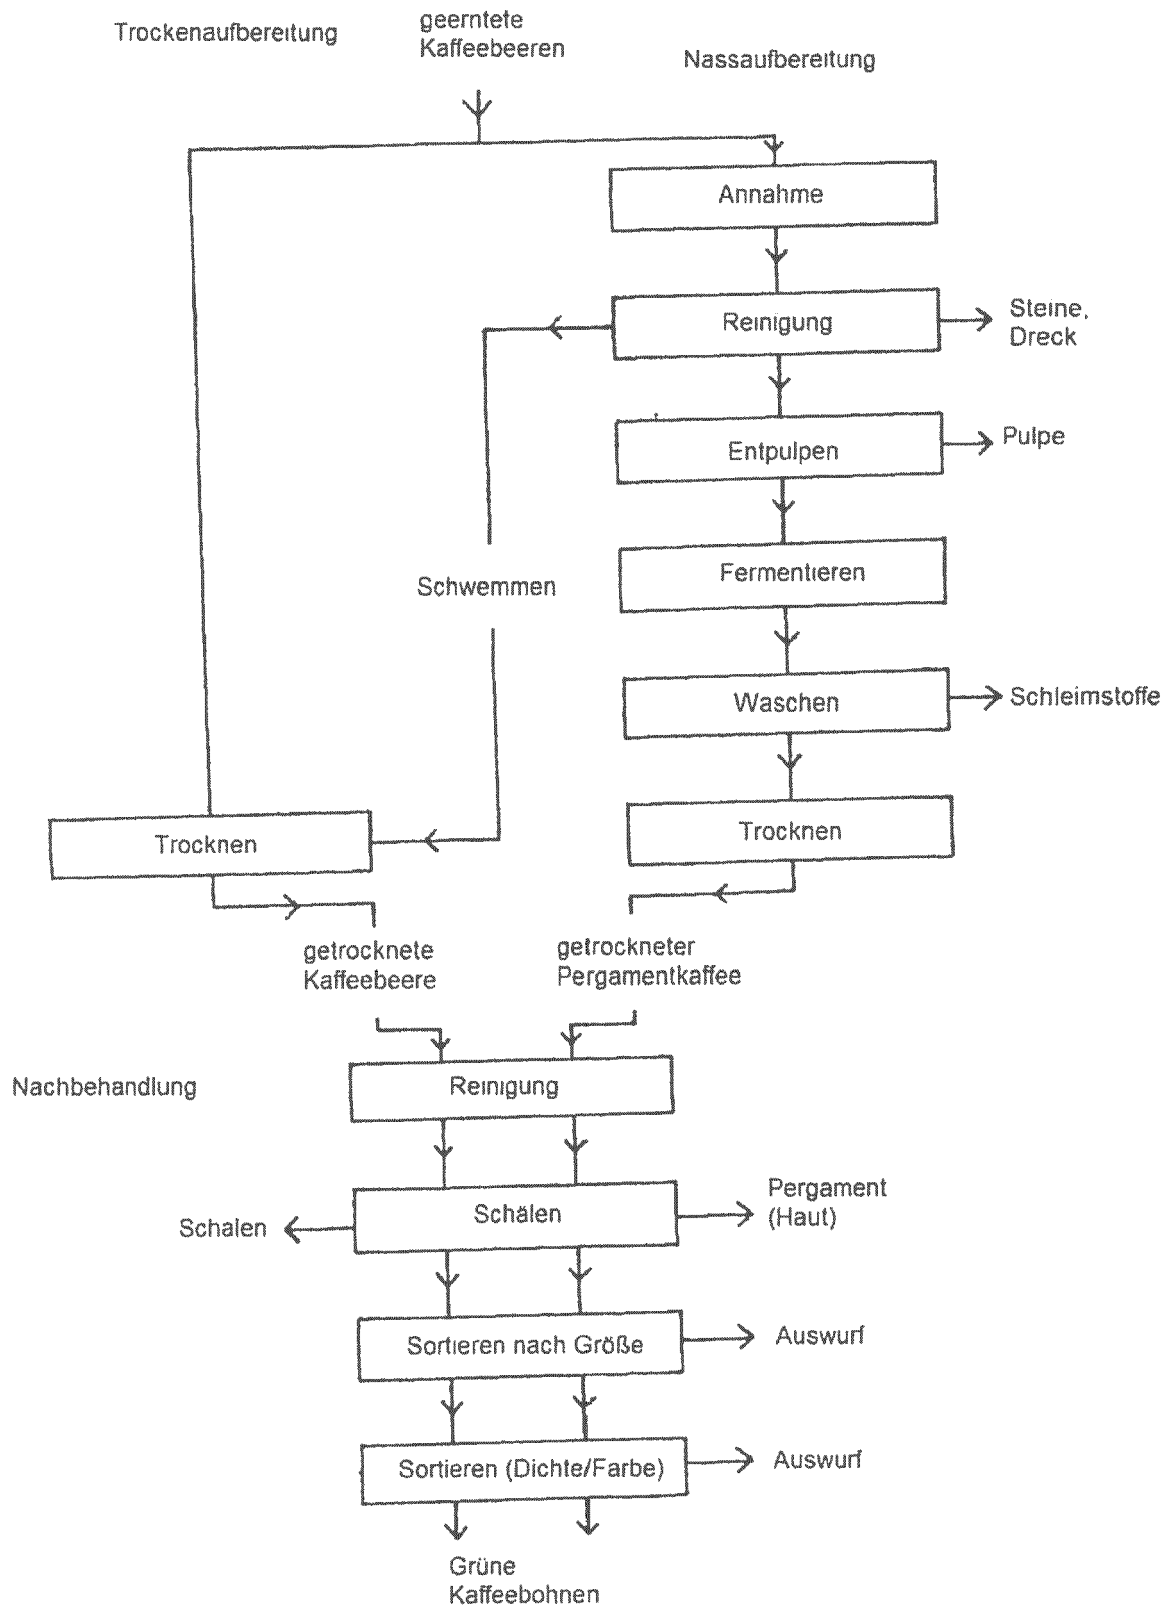 Trockenaufbereitung
geerntete
Kaffeebeeren
Nassaufbereitung
Annahme
Reinigung
Steine,
Dreck
Entpulpen
Pulpe
Fermentieren
Schwemmen
Waschen
Schleimstoffe
Trocknen
Trocknen
getrocknete
Kaffeebeere
getrockneter
Pergamentkaffee
Nachbehandlung
Reinigung
Schalen
Schälen
Pergament
(Haut)
Sortieren nach Größe
Auswurf
Sortieren (Dichte/Farbe)
Auswurf
Grüne
Kaffeebohnen